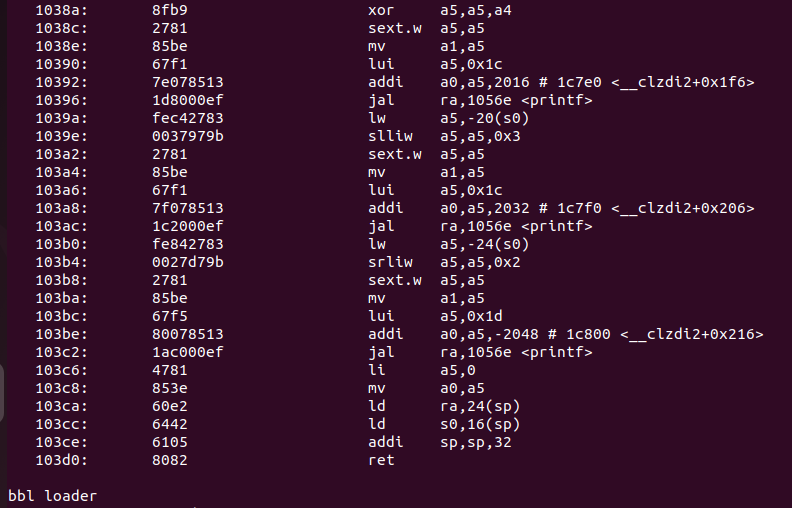 1038a:	8fb9	xor	a5,a5,a4
1038c:	2781	sext.w	a5,a5
1038e:	85be	mv	a1,a5
10390:	67f1	lui	a5,0x1c
10392:	7e078513	addi	a0,a5,2016 # 1c7e0 <__clzdi2+0x1f6>
10396:	1d8000ef	jal	ra,1056e <printf>
1039a:	fec42783	lw	a5,-20(s0)
1039e:	0037979b	slliw	a5,a5,0x3
103a2:	2781	sext.w	a5,a5
103a4:	85be	mv	a1,a5
103a6:	67f1	lui	a5,0x1c
103a8:	7f078513	addi	a0,a5,2032 # 1c7f0 <__clzdi2+0x206>
103ac:	1c2000ef	jal	ra,1056e <printf>
103b0:	fe842783	lw	a5,-24(s0)
103b4:	0027d79b	srliw	a5,a5,0x2
103b8:	2781	sext.w	a5,a5
103ba:	85be	mv	a1,a5
103bc:	67f5	lui	a5,0x1d
103be:	80078513	addi	a0,a5,-2048 # 1c800 <__clzdi2+0x216>
103c2:	1ac000ef	jal	ra,1056e <printf>
103c6:	4781	li	a5,0
103c8:	853e	mv	a0,a5
103ca:	60e2	ld	ra,24(sp)
103cc:	6442	ld	s0,16(sp)
103ce:	6105	addi	sp,sp,32
103d0:	8082	ret
bbl loader